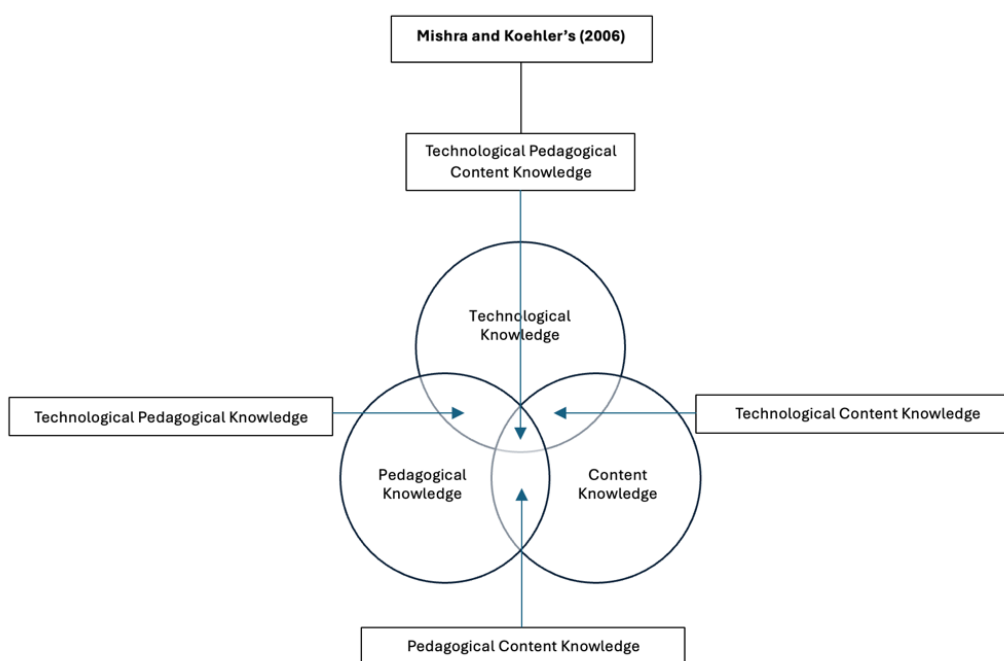 Mishra and Koehler’s (2006)
Technological Pedagogical
Content Knowledge
Technological
Knowledge
Technological Pedagogical Knowledge
Technological Content Knowledge
Pedagogical
Knowledge
Content
Knowledge
Pedagogical Content Knowledge